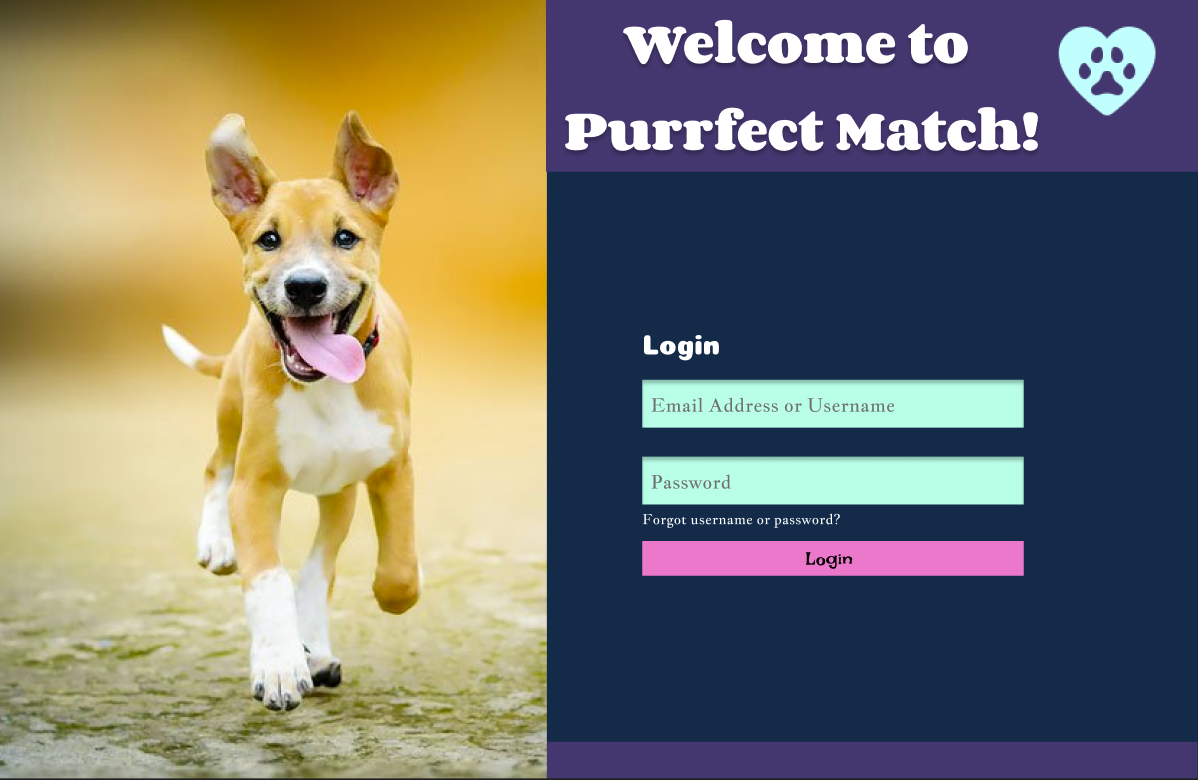 Welcome to
Purrfect Match!
Login
Email Address or Username
Password
Forgot username or password?
Login